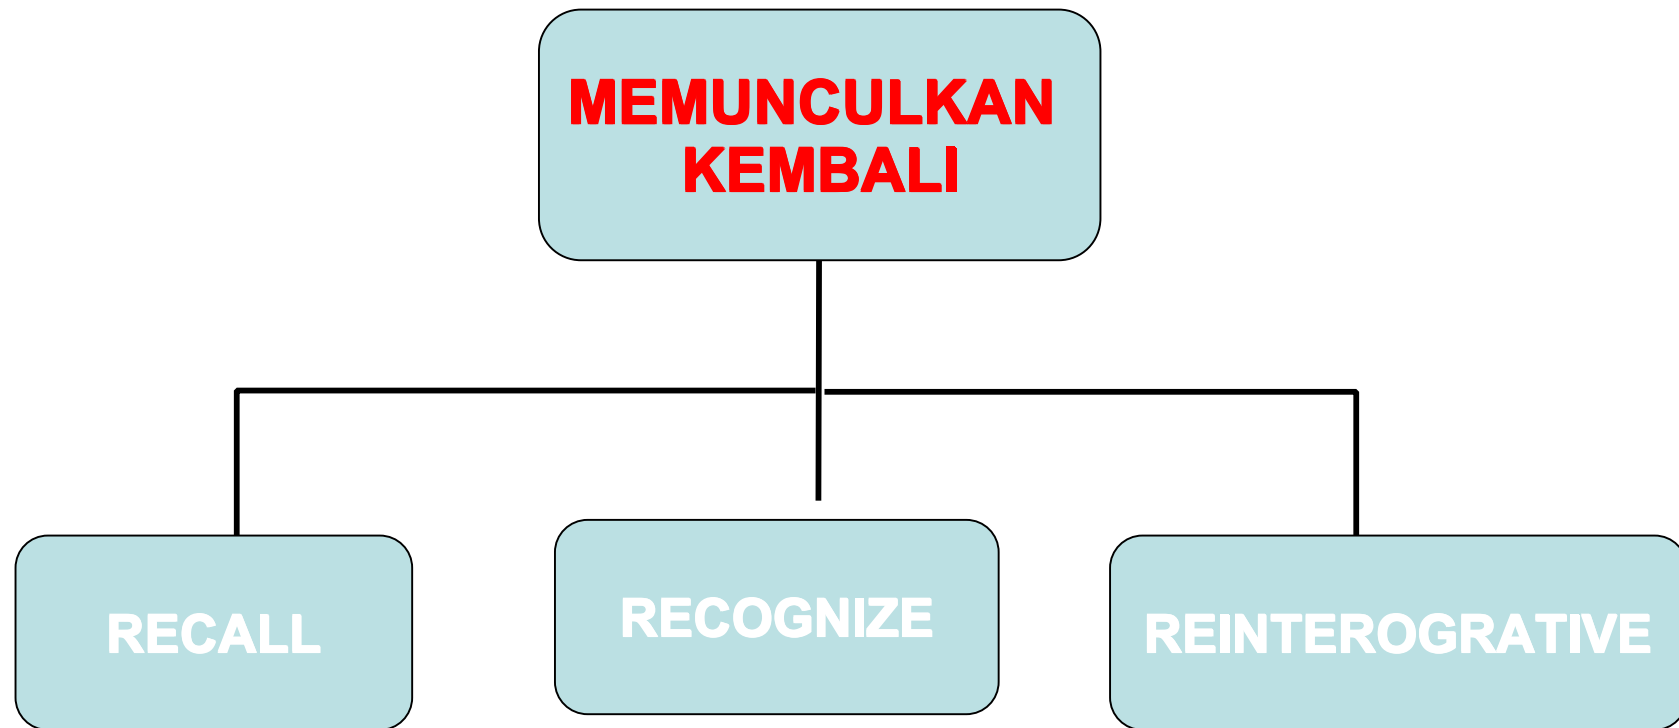 MEMUNCULKAN
KEMBALI
RECALL
RECOGNIZE
REINTEROGRATIVE